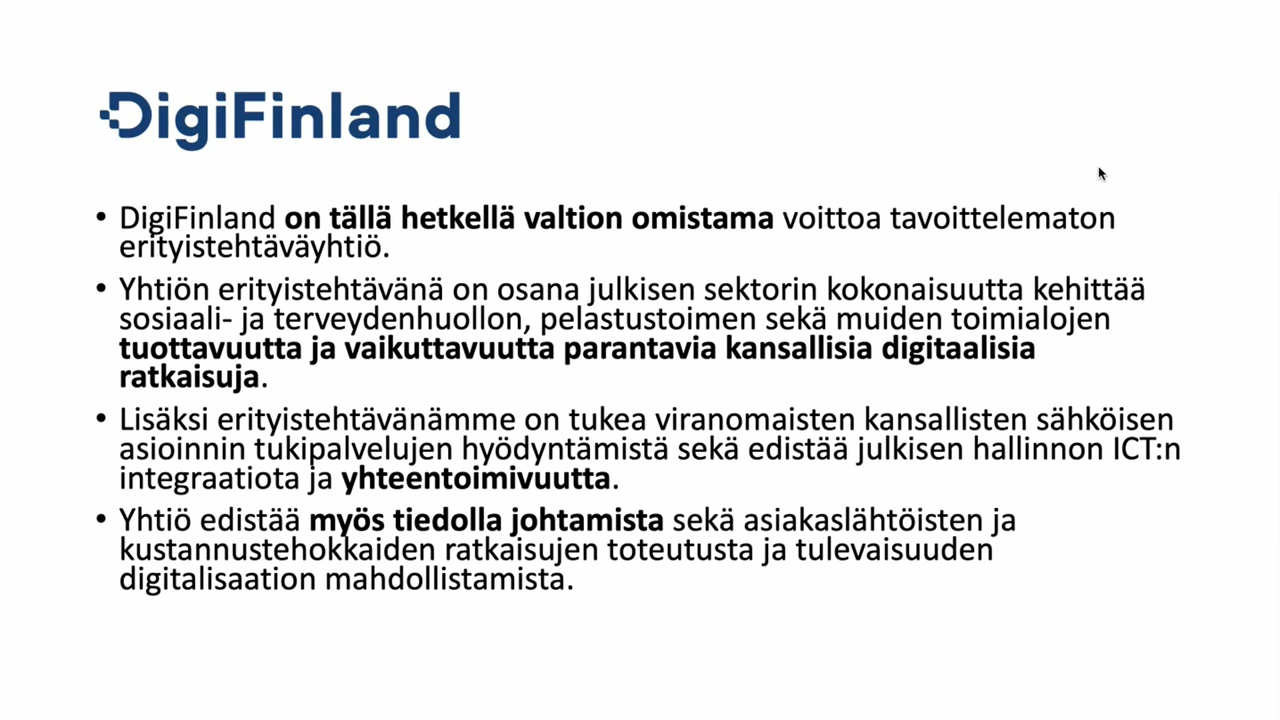 DigiFinland
• DigiFinland on tällä hetkellä valtion omistama voittoa tavoittelematon
erityistehtäväyhtiö.
• Yhtiön erityistehtävänä on osana julkisen sektorin kokonaisuutta kehittää
sosiaali- ja terveydenhuollon, pelastustoimen sekä muiden toimialojen
tuottavuutta ja vaikuttavuutta parantavia kansallisia digitaalisia
ratkaisuja.
• Lisäksi erityistehtävänämme on tukea viranomaisten kansallisten sähköisen
asioinnin tukipalvelujen hyödyntämistä sekä edistää julkisen hallinnon ICT:n
integraatiota ja yhteentoimivuutta.
• Yhtiö edistää myös tiedolla johtamista sekä asiakaslähtöisten ja
kustannustehokkaiden ratkaisujen toteutusta ja tulevaisuuden
digitalisaation mahdollistamista.